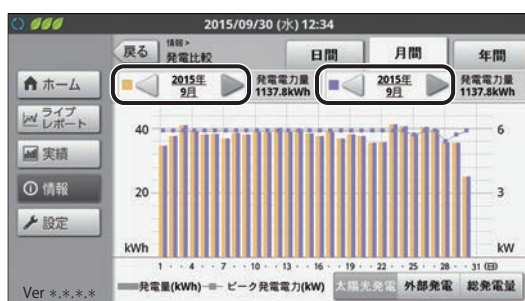 2015/09/30 (水) 12:34
戻る
情報>
発電比較
日間
月間
年間
2015年
9月
発電電力量
1137.8kWh
2015年
9月
発電電力量
1137.8kWh
ホーム
ライブ
レポート
実績
情報
設定
Ver *.*.*.*
40
20
kWh
6
3
kW
1 · · 4 · · 7 · · 10 · · 13 · · 16 · · 19 · · 22 · · 25 · · 28 · · 31 (日)
発電量(kWh) ピーク発電電力(kW)
太陽光発電 外部発電 総発電量